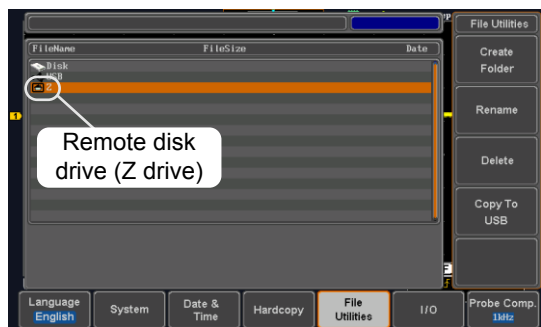 File Utilities
FileName FileSize Date
Disk
USB
Z
1
Remote disk
drive (Z drive)
Create
Folder
Rename
Delete
Copy To
USB
F
Language
English
System
Date &
Time
Hardcopy
File
Utilities
I/O
Probe Comp.
1kHz